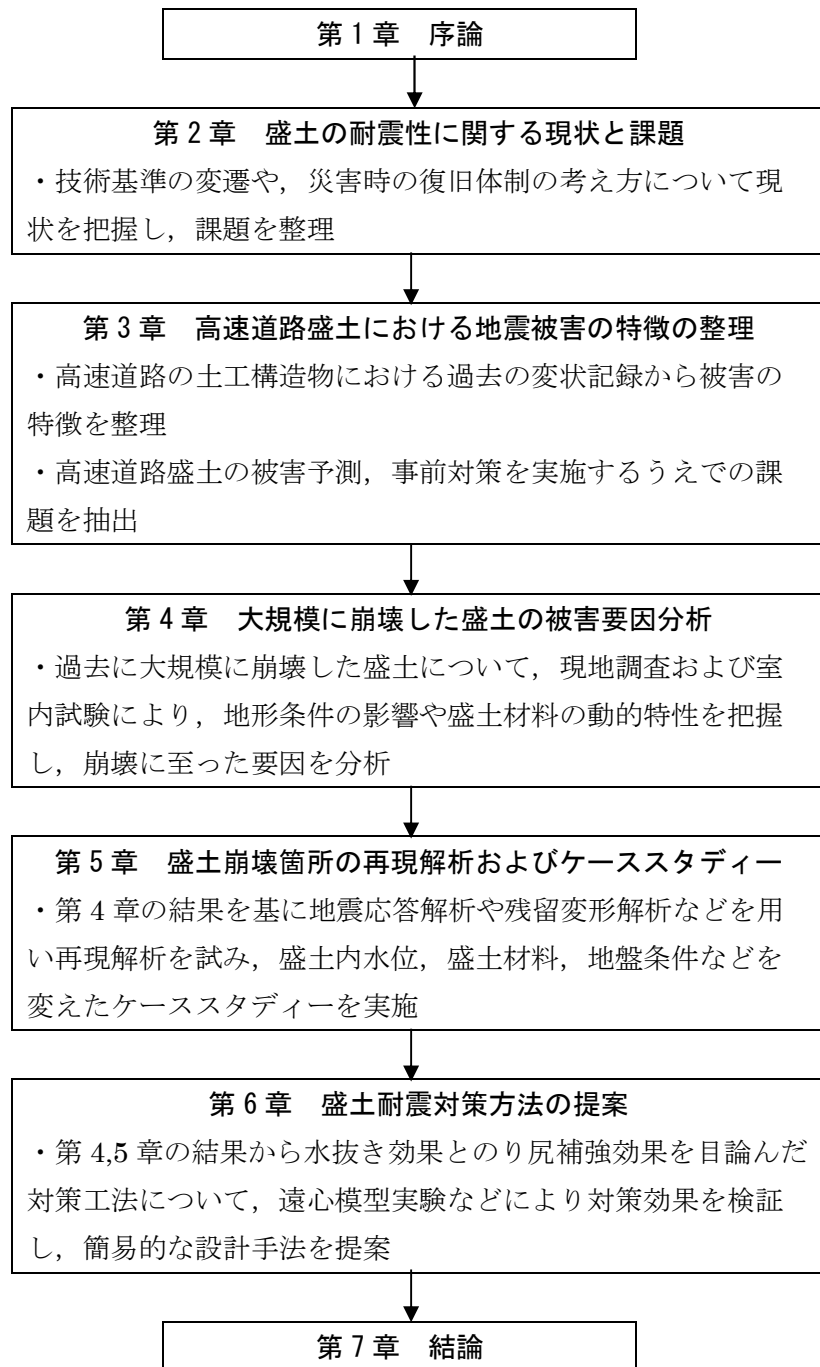 第1章 序論
第2章 盛土の耐震性に関する現状と課題
・技術基準の変遷や，災害時の復旧体制の考え方について現
状を把握し，課題を整理
第3章 高速道路盛土における地震被害の特徴の整理
・高速道路の土工構造物における過去の変状記録から被害の
特徴を整理
・高速道路盛土の被害予測，事前対策を実施するうえでの課
題を抽出
第4章 大規模に崩壊した盛土の被害要因分析
・過去に大規模に崩壊した盛土について，現地調査および室
内試験により，地形条件の影響や盛土材料の動的特性を把握
し，崩壊に至った要因を分析
第5章 盛土崩壊箇所の再現解析およびケーススタディー
・第4章の結果を基に地震応答解析や残留変形解析などを用
い再現解析を試み，盛土内水位，盛土材料，地盤条件などを
変えたケーススタディーを実施
第6章 盛土耐震対策方法の提案
・第4,5章の結果から水抜き効果とのり尻補強効果を目論んだ
対策工法について，遠心模型実験などにより対策効果を検証
し，簡易的な設計手法を提案
第7章 結論